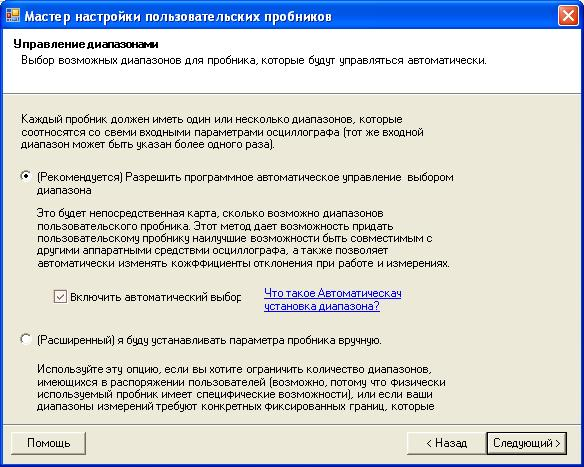 Мастер настройки пользовательских пробников
Управление диапазонами
Выбор возможных диапазонов для пробника, которые будут управляться автоматически.
Каждый пробник должен иметь один или несколько диапазонов, которые
соотносятся со свеми входными параметрами осциллографа (тот же входной
диапазон может быть указан более одного раза).
(Рекомендуется) Разрешить программное автоматическое управление выбором
диапазона
Это будет непосредственная карта, сколько возможно диапазонов
пользовательского пробника. Этот метод дает возможность придать
пользовательскому пробнику наилучшие возможности быть совместимым с
другими аппаратными средствми осциллографа, а также позволяет
автоматически изменять кожффициенты отклонения при работе и измерениях.
Включить автоматический выбор
Что такое Автоматическач
установка диапазона?
(Расширенный) я буду устанавливать параметра пробника вручную.
Используйте эту опцию, если вы хотите ограничить количество диапазонов,
имеющихся в распоряжении пользователей (возможно, потому что физически
используемый пробник имеет специфические возможности), или если ваши
диапазоны измерений требуют конкретных фиксированных границ, которые
Помощь
< Назад
Следующий >